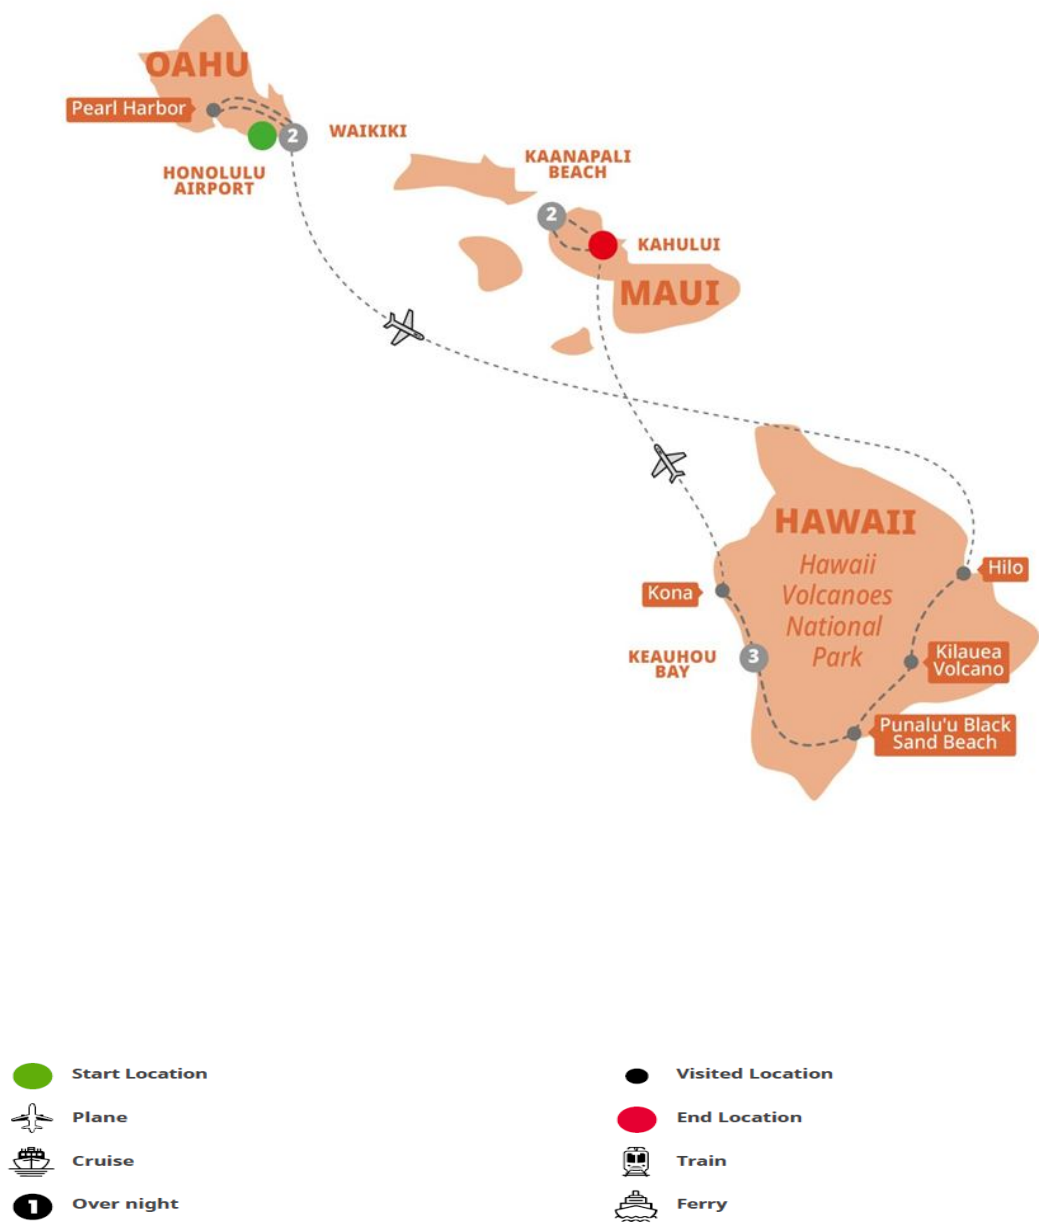 OAHU
Pearl Harbor
2
WAIKIKI
HONOLULU
AIRPORT
KAANAPALI
BEACH
2
KAHULUI
MAUI
HAWAII
Hawaii
Volcanoes
National
Park
Hilo
Kona
KEAUHOU
BAY
3
Kilauea
Volcano
Punalu'u Black
Sand Beach
Start Location
Visited Location
Plane
End Location
Cruise
Train
1
Over night
Ferry